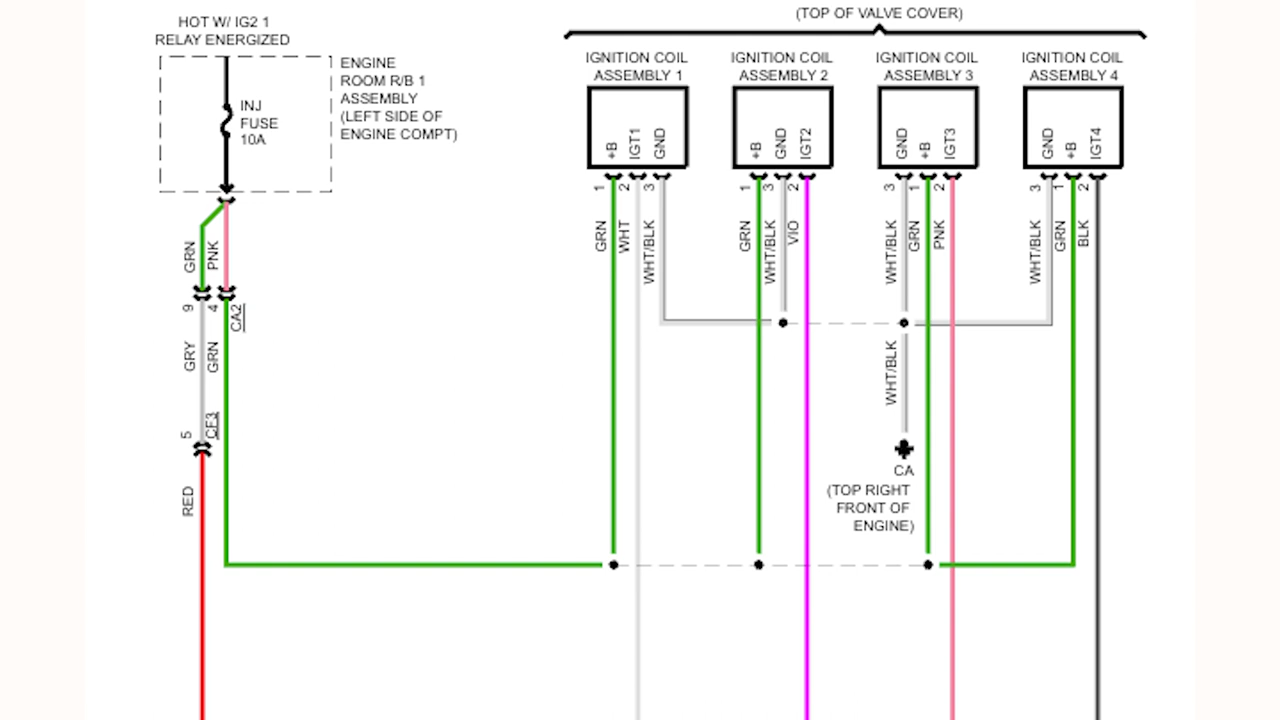 HOT W/ IG2 1
RELAY ENERGIZED
INJ
FUSE
10A
ENGINE
ROOM R/B 1
ASSEMBLY
(LEFT SIDE OF
ENGINE COMPT)
GRN
PNK
9
4
CA2
GRY
GRN
5
CF3
RED
(TOP OF VALVE COVER)
IGNITION COIL
ASSEMBLY 1
+B
IGT1
GND
1
2
3
GRN
WHT
WHT/BLK
IGNITION COIL
ASSEMBLY 2
+B
GND
IGT2
1
3
2
GRN
WHT/BLK
VIO
IGNITION COIL
ASSEMBLY 3
GND
+B
IGT3
3
1
2
WHT/BLK
GRN
PNK
IGNITION COIL
ASSEMBLY 4
GND
+B
IGT4
3
1
2
WHT/BLK
GRN
BLK
WHT/BLK
CA
(TOP RIGHT
FRONT OF
ENGINE)